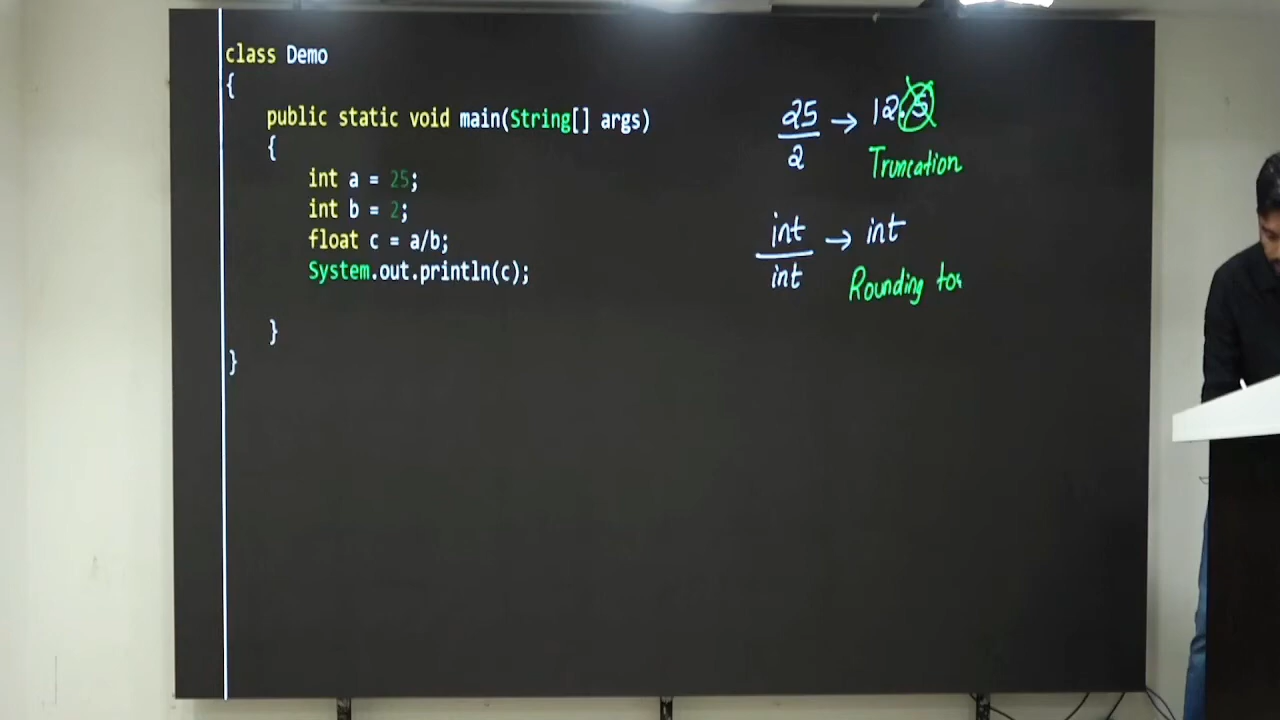 class Demo
{
public static void main(String[] args)
{
int a = 25;
int b = 2;
float c = a/b;
System.out.println(c);
}
}
25
2
→ 12.5
Truncation
int
int
→ int
Rounding